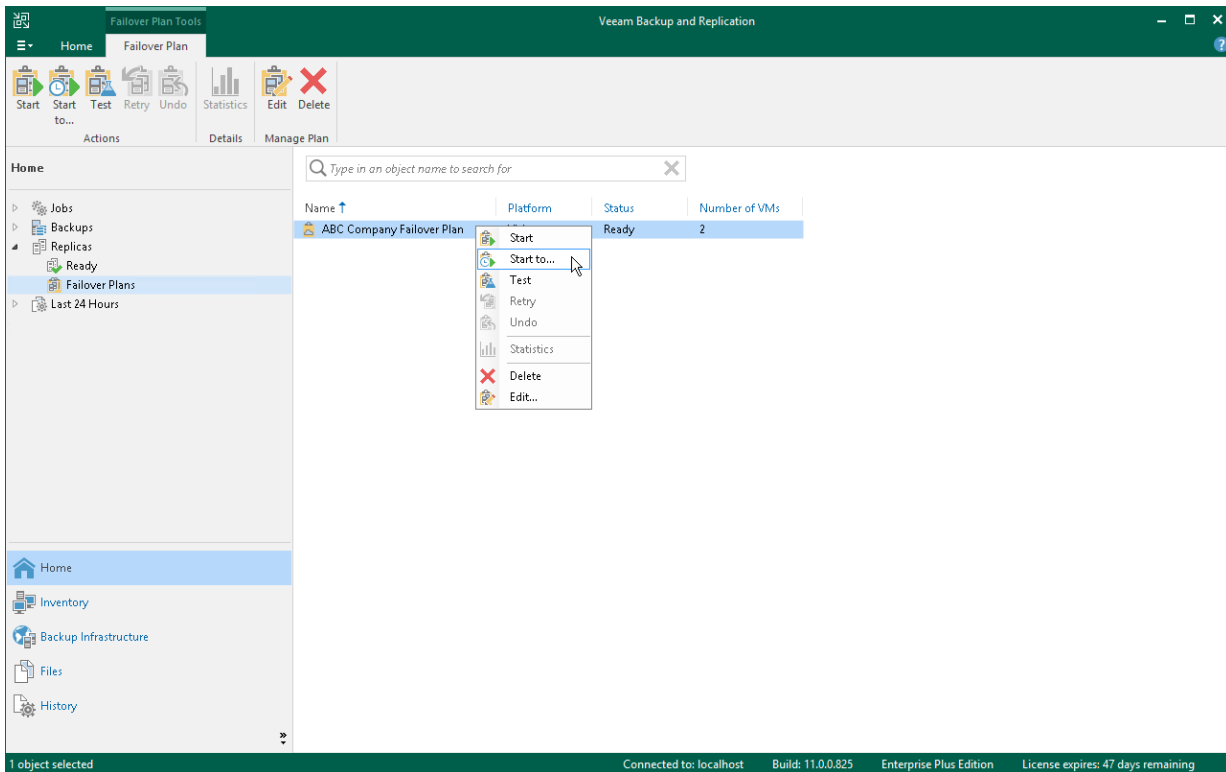 Failover Plan Tools
Veeam Backup and Replication
Home
Failover Plan
Start
Start to...
Test
Retry
Undo
Statistics
Edit
Delete
Actions
Details
Manage Plan
Home
Type in an object name to search for
Jobs
Backups
Replicas
Ready
Failover Plans
Last 24 Hours
Name
Platform
Status
Number of VMs
ABC Company Failover Plan
Ready
2
Start
Start to...
Test
Retry
Undo
Statistics
Delete
Edit...
Home
Inventory
Backup Infrastructure
Files
History
1 object selected
Connected to: localhost
Build: 11.0.0.825
Enterprise Plus Edition
License expires: 47 days remaining